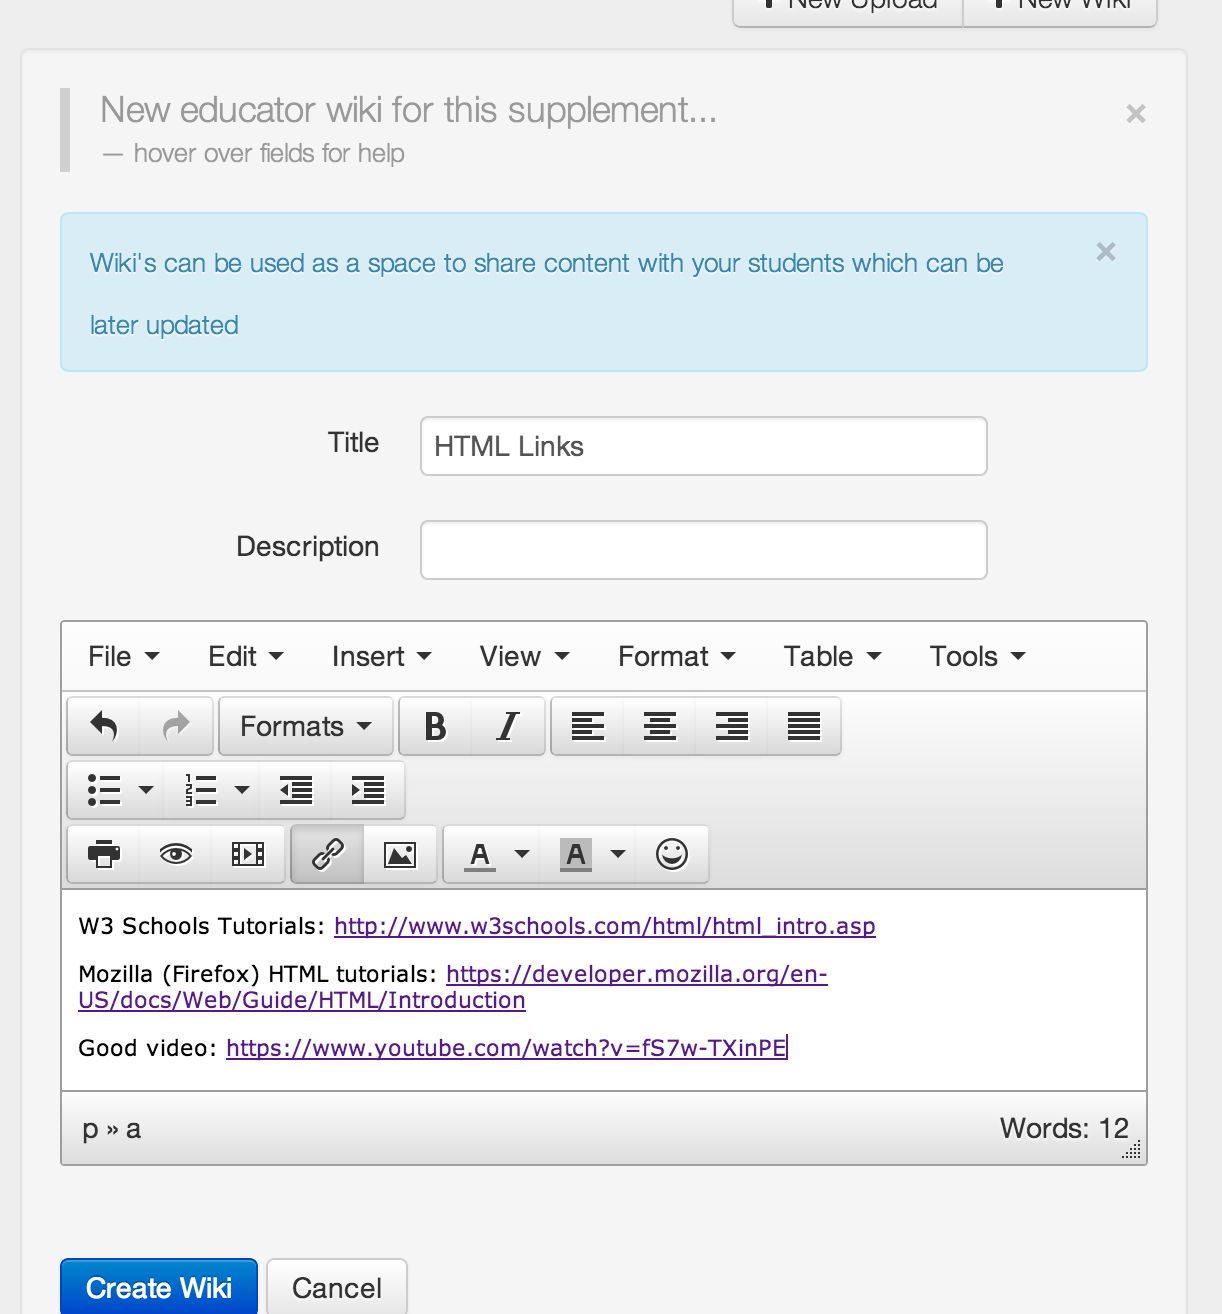 New Upload New Wiki
New educator wiki for this supplement...
— hover over fields for help
Wiki's can be used as a space to share content with your students which can be
later updated
Title HTML Links
Description
File Edit Insert View Format Table Tools
Formats B I
A A
W3 Schools Tutorials: http://www.w3schools.com/html/html_intro.asp
Mozilla (Firefox) HTML tutorials: https://developer.mozilla.org/en-
US/docs/Web/Guide/HTML/Introduction
Good video: https://www.youtube.com/watch?v=fS7w-TXinPE
p » a Words: 12
Create Wiki Cancel